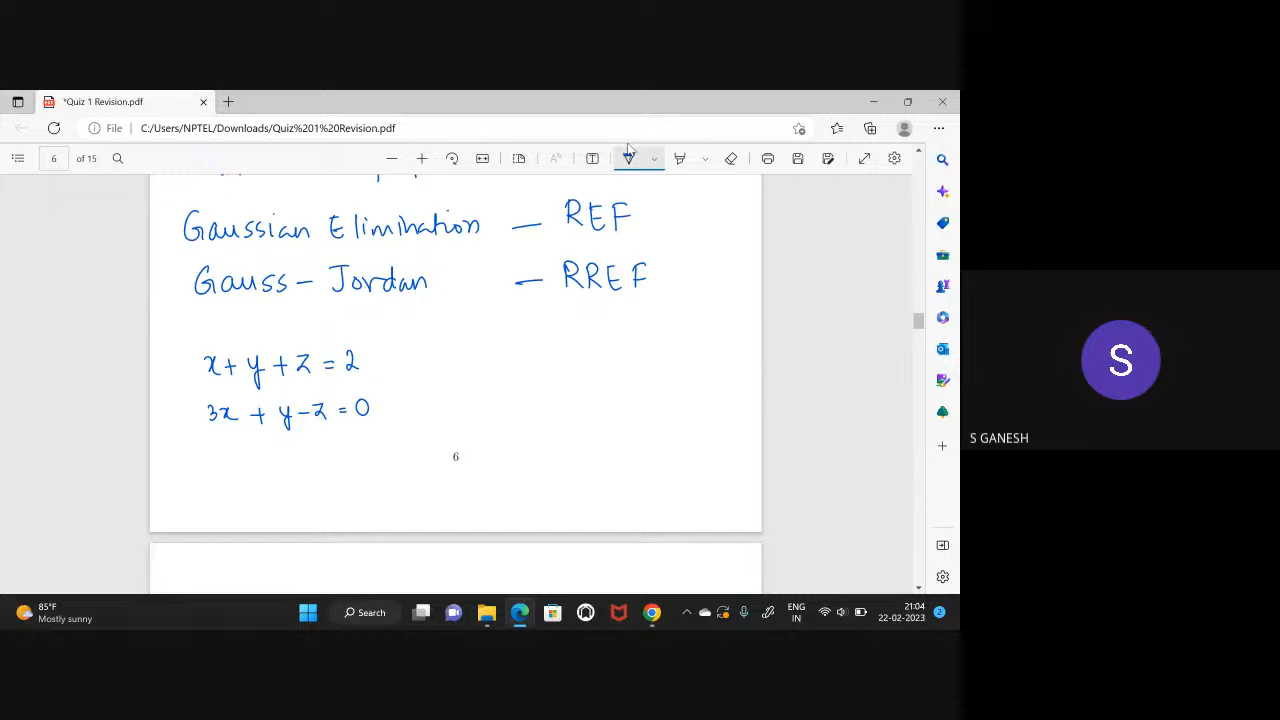 *Quiz 1 Revision.pdf
File
C:/Users/NPTEL/Downloads/Quiz%201%20Revision.pdf
6 of 15
Gaussian Elimination — REF
Gauss - Jordan — RREF
x + y + z = 2
3x + y - z = 0
6
S
S GANESH
85°F
Mostly sunny
Search
ENG
IN
21:04
22-02-2023
2